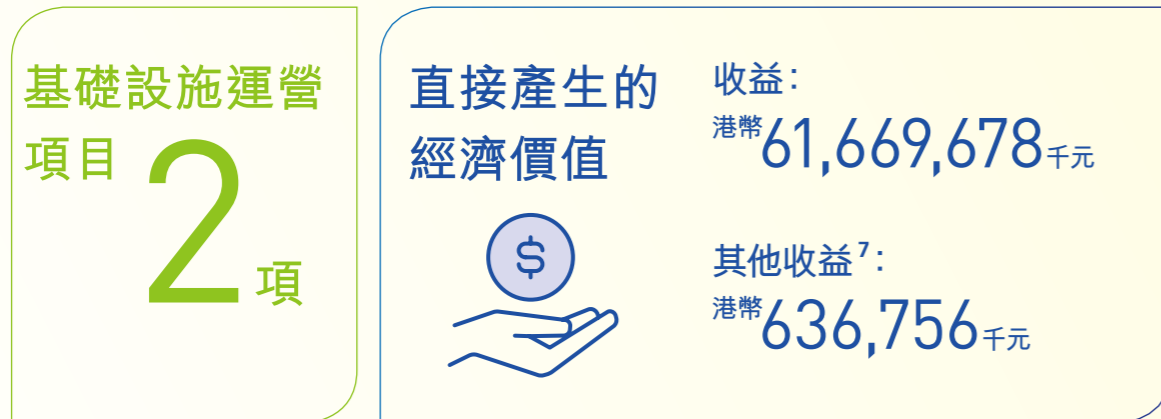 基礎設施運營
項目2項
直接產生的
經濟價值
$
收益：
港幣61,669,678千元
其他收益7：
港幣636,756千元